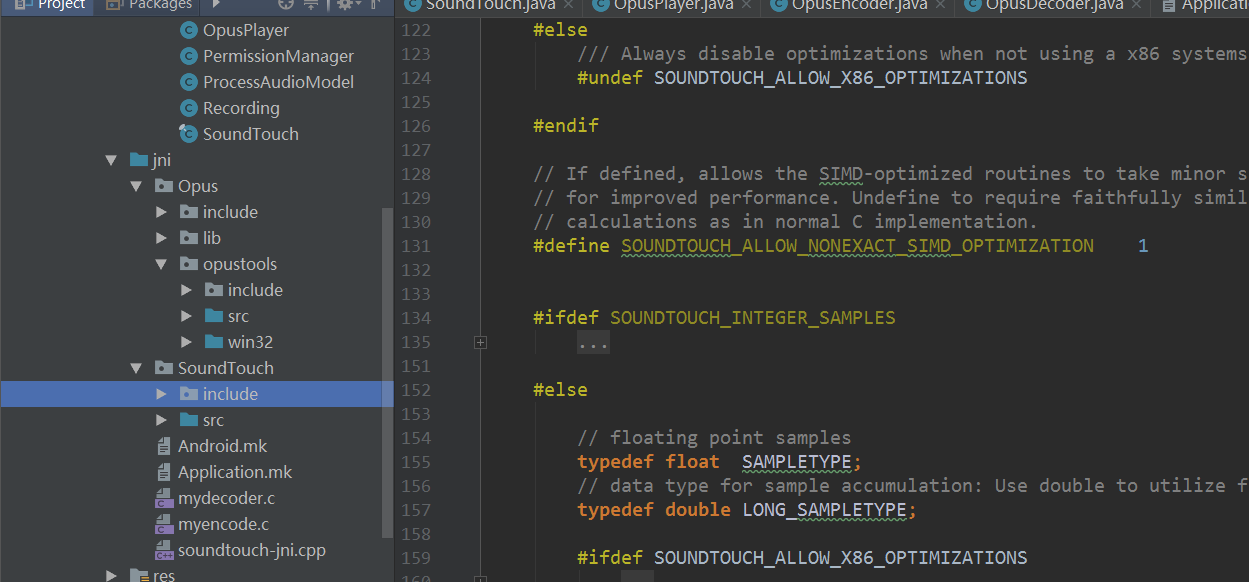 Project Packages
OpusPlayer
PermissionManager
ProcessAudioModel
Recording
SoundTouch
jni
Opus
include
lib
opustools
include
src
win32
SoundTouch
include
src
Android.mk
Application.mk
mydecoder.c
myencode.c
soundtouch-jni.cpp
res
SoundTouch.java × OpusPlayer.java × OpusEncoder.java × OpusDecoder.java × Applicati
122 #else
123 /// Always disable optimizations when not using a x86 systems
124 #undef SOUNDTOUCH_ALLOW_X86_OPTIMIZATIONS
125
126 #endif
127
128 // If defined, allows the SIMD-optimized routines to take minor s
129 // for improved performance. Undefine to require faithfully simil
130 // calculations as in normal C implementation.
131 #define SOUNDTOUCH_ALLOW_NONEXACT_SIMD_OPTIMIZATION 1
132
133
134 #ifdef SOUNDTOUCH_INTEGER_SAMPLES
135 ...
151
152 #else
153
154 // floating point samples
155 typedef float SAMPLETYPE;
156 // data type for sample accumulation: Use double to utilize f
157 typedef double LONG_SAMPLETYPE;
158
159 #ifdef SOUNDTOUCH_ALLOW_X86_OPTIMIZATIONS
160